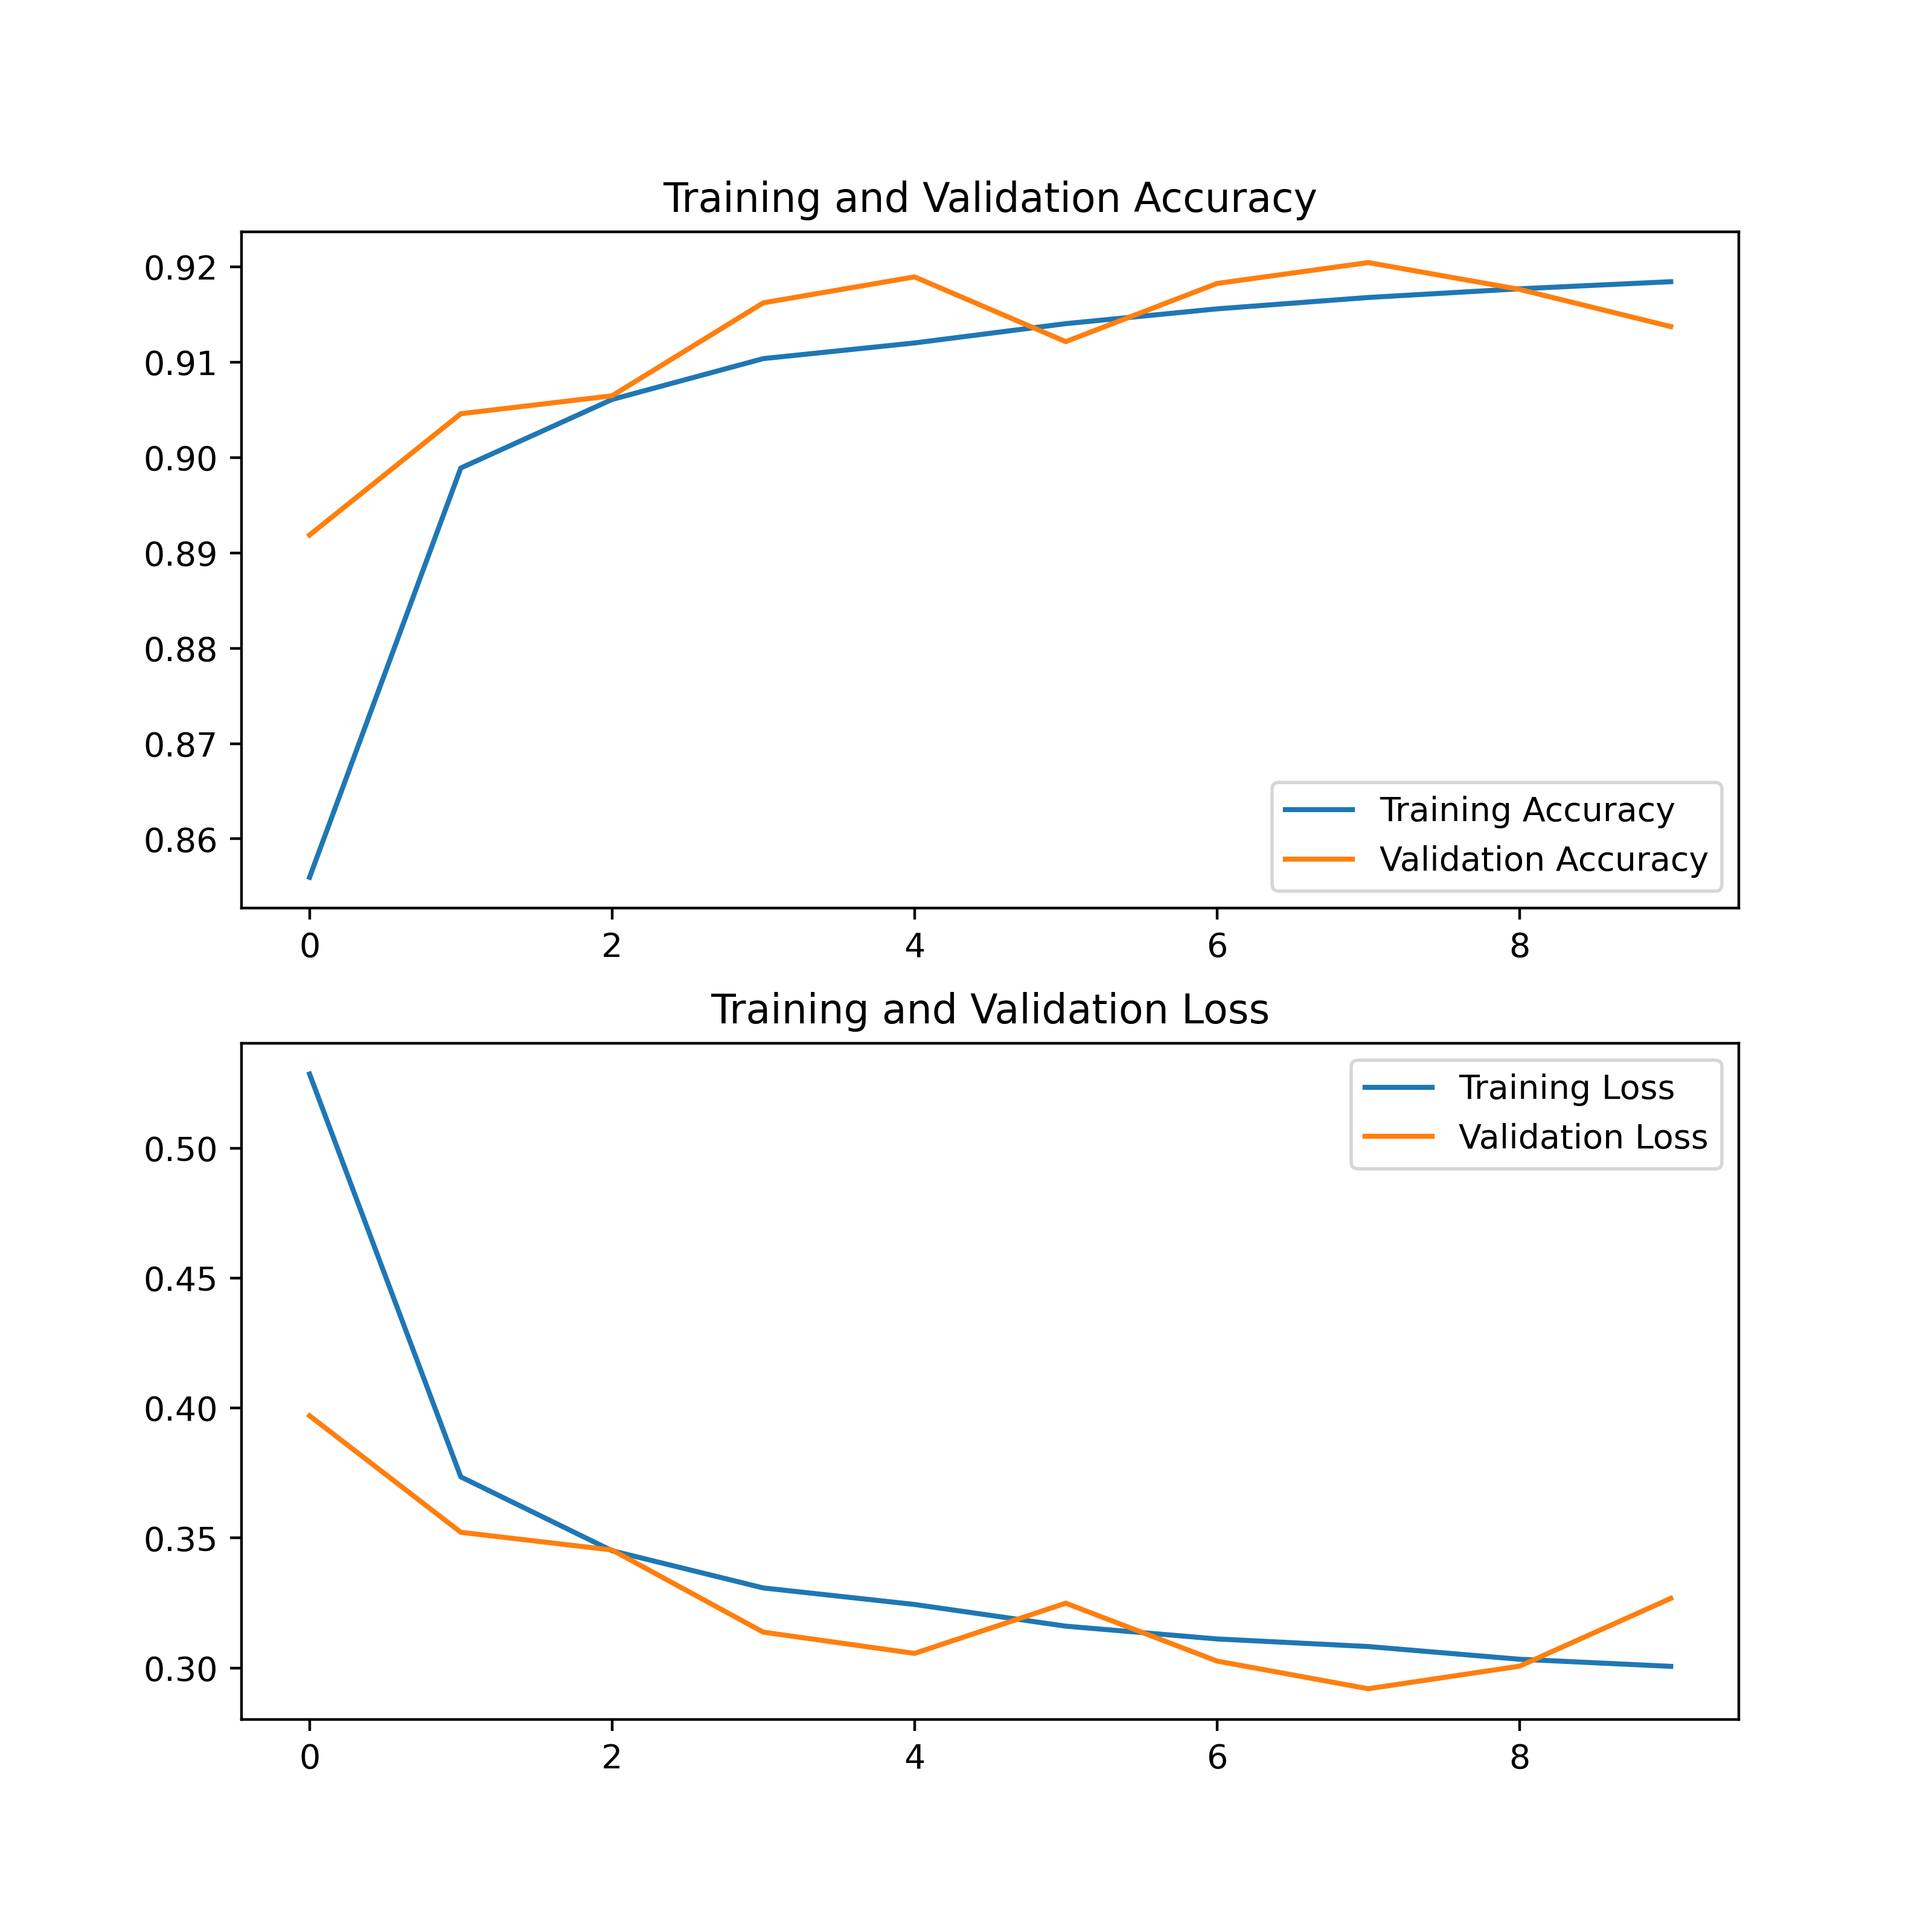 Training and Validation Accuracy
0.92
0.91
0.90
0.89
0.88
0.87
0.86
Training Accuracy
Validation Accuracy
0 2 4 6 8
Training and Validation Loss
Training Loss
Validation Loss
0.50
0.45
0.40
0.35
0.30
0 2 4 6 8